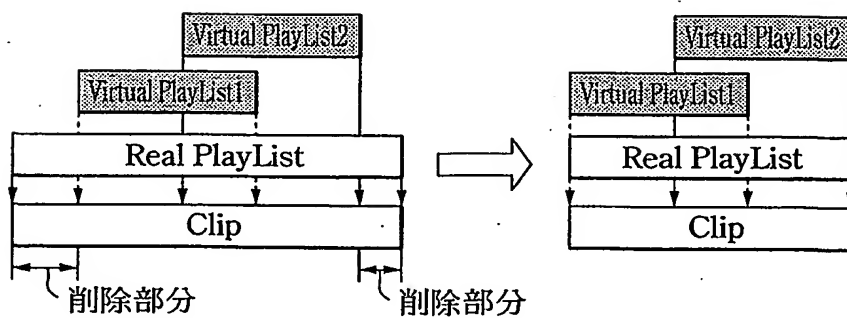 Virtual PlayList2
Virtual PlayList1
Real PlayList
Clip
削除部分
削除部分
Virtual PlayList2
Virtual PlayList1
Real PlayList
Clip